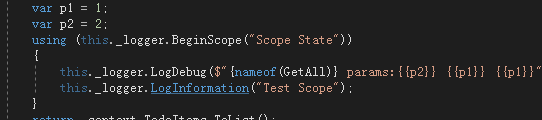 var p1 = 1;
var p2 = 2;
using (this._logger.BeginScope("Scope State"))
{
this._logger.LogDebug($"{nameof(GetAll)} params:{{p2}} {{p1}} {{p1}}"
this._logger.LogInformation("Test Scope");
}
return _context.TodoItems.ToList();